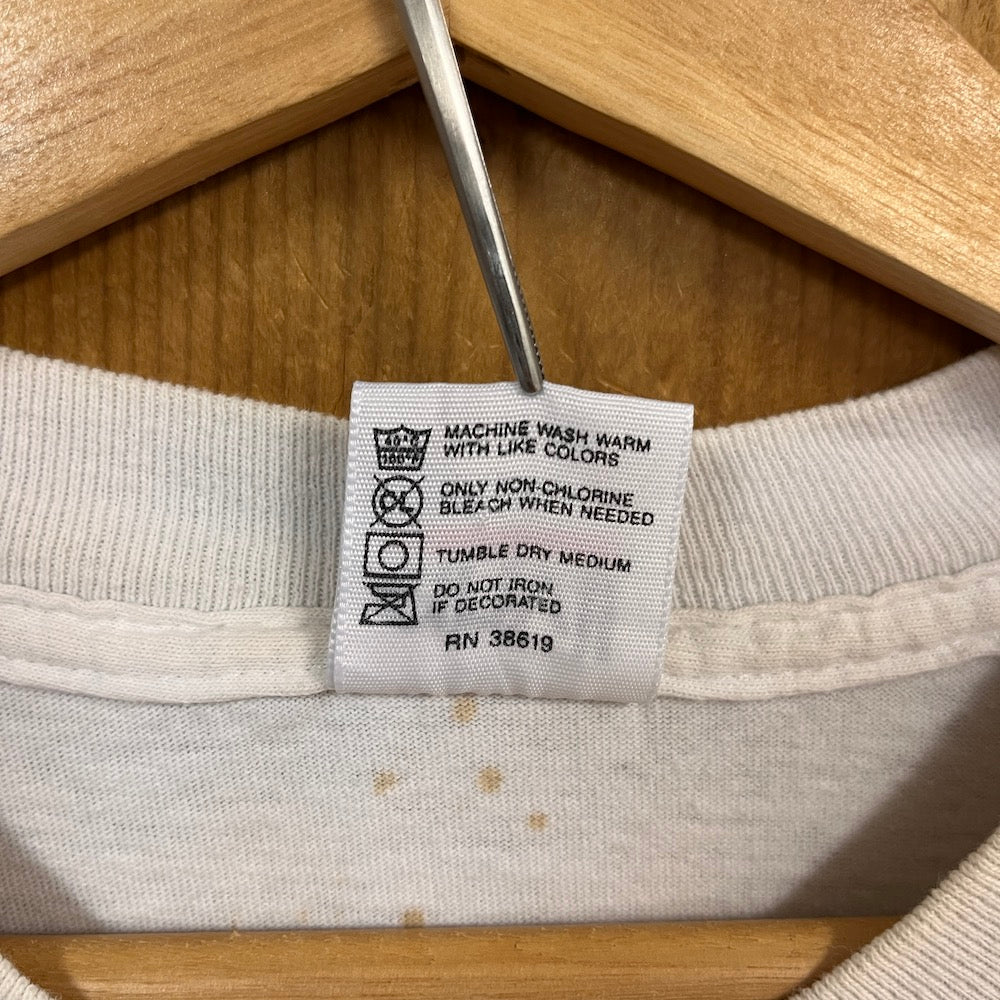 40°C
MACHINE WASH WARM
WITH LIKE COLORS
ONLY NON-CHLORINE
BLEACH WHEN NEEDED
TUMBLE DRY MEDIUM
DO NOT IRON
IF DECORATED
RN 38619